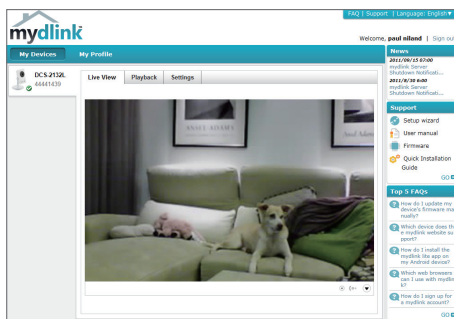 FAQ | Support | Language: English▼
mydlink
Welcome, paul niland | Sign out
My Devices
My Profile
DCS-2132L
44441439
Live View
Playback
Settings
ANSEL ADAMS
News
2011/09/15 07:00
mydlink Server
Shutdown Notificati...
2011/8/30 6:00
mydlink Server
Shutdown Notificati...
Support
Setup wizard
User manual
Firmware
Quick Installation
Guide
GO
Top 5 FAQs
How do I update my
device's firmware ma
nually?
Which device does th
e mydlink website su
pport?
How do I install the
mydlink lite app on
my Android device?
Which web browsers
can I use with mydlin
k?
How do I sign up for
a mydlink account?
GO